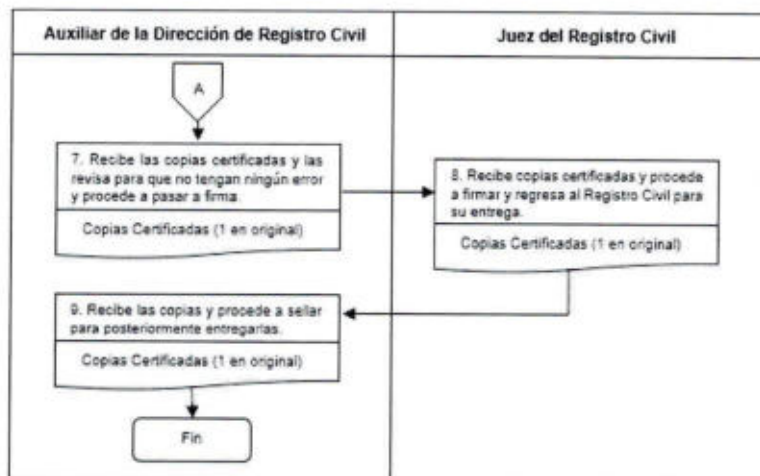 Auxiliar de la Dirección de Registro Civil
Juez del Registro Civil
A
7. Recibe las copias certificadas y las
revisa para que no tengan ningún error
y procede a pasar a firma.
Copias Certificadas (1 en original)
8. Recibe copias certificadas y procede
a firmar y regresa al Registro Civil para
su entrega.
Copias Certificadas (1 en original)
9. Recibe las copias y procede a sellar
para posteriormente entregarlas.
Copias Certificadas (1 en original)
Fin